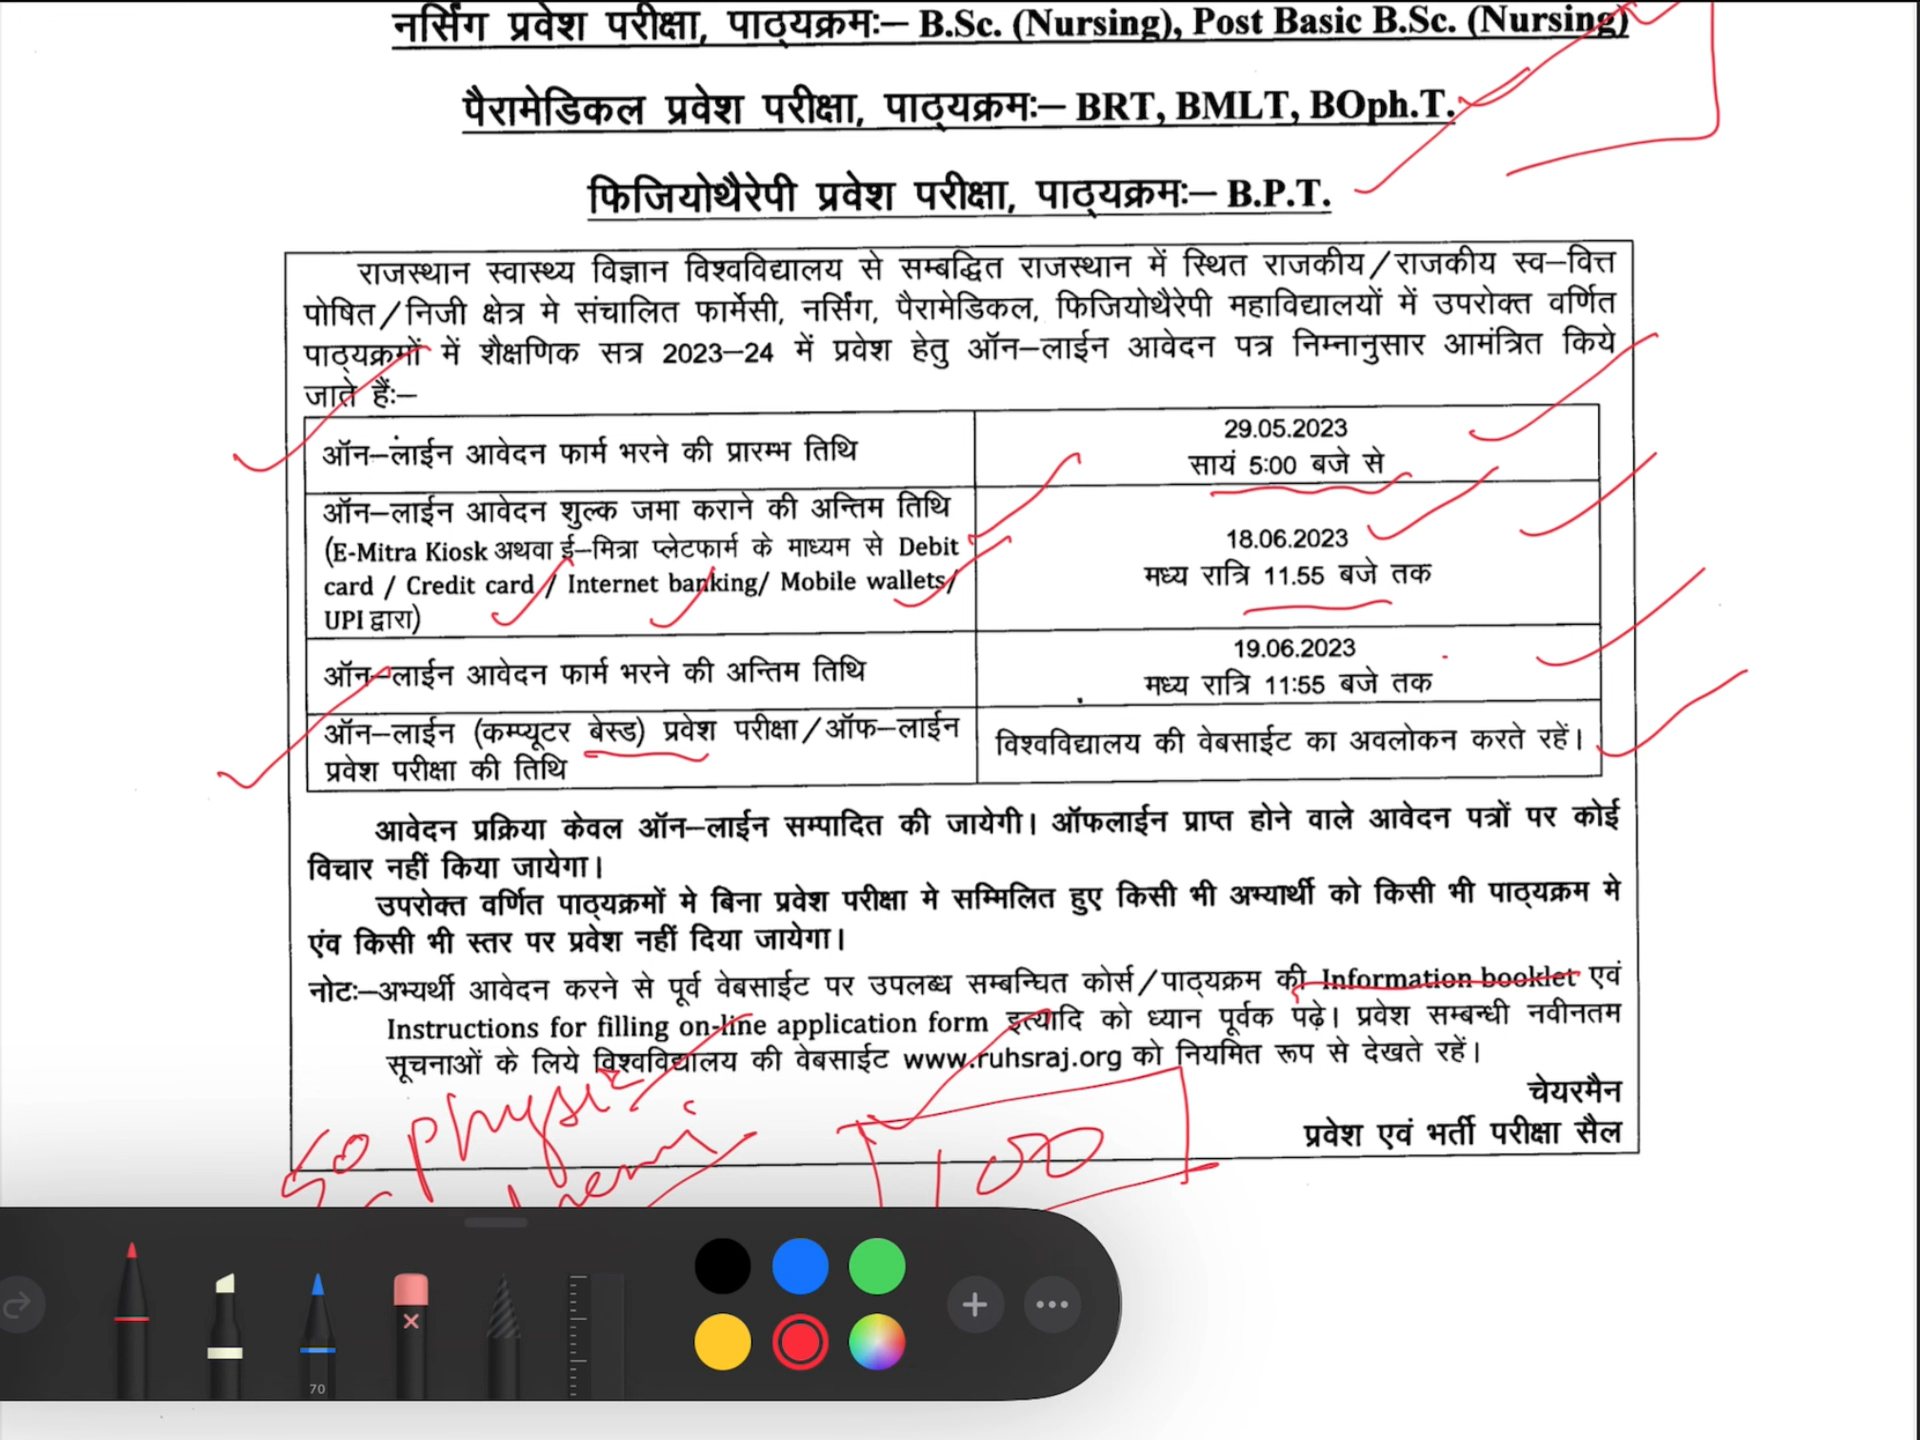 नर्सिंग प्रवेश परीक्षा, पाठ्यक्रमः– B.Sc. (Nursing), Post Basic B.Sc. (Nursing)
पैरामेडिकल प्रवेश परीक्षा, पाठ्यक्रमः– BRT, BMLT, BOph.T.
फिजियोथैरेपी प्रवेश परीक्षा, पाठ्यक्रमः– B.P.T.
राजस्थान स्वास्थ्य विज्ञान विश्वविद्यालय से सम्बद्धित राजस्थान में स्थित राजकीय/राजकीय स्व–वित्त
पोषित/निजी क्षेत्र मे संचालित फार्मेसी, नर्सिंग, पैरामेडिकल, फिजियोथैरेपी महाविद्यालयों में उपरोक्त वर्णित
पाठ्यक्रमों में शैक्षणिक सत्र 2023–24 में प्रवेश हेतु ऑन–लाईन आवेदन पत्र निम्नानुसार आमंत्रित किये
जाते हैंः–
ऑन–लाईन आवेदन फार्म भरने की प्रारम्भ तिथि
29.05.2023
सायं 5:00 बजे से
ऑन–लाईन आवेदन शुल्क जमा कराने की अन्तिम तिथि
(E-Mitra Kiosk अथवा ई–मित्रा प्लेटफार्म के माध्यम से Debit
card / Credit card / Internet banking/ Mobile wallets/
UPI द्वारा)
18.06.2023
मध्य रात्रि 11.55 बजे तक
ऑन–लाईन आवेदन फार्म भरने की अन्तिम तिथि
19.06.2023
मध्य रात्रि 11:55 बजे तक
ऑन–लाईन (कम्प्यूटर बेस्ड) प्रवेश परीक्षा/ऑफ–लाईन
प्रवेश परीक्षा की तिथि
विश्वविद्यालय की वेबसाईट का अवलोकन करते रहें।
आवेदन प्रक्रिया केवल ऑन–लाईन सम्पादित की जायेगी। ऑफलाईन प्राप्त होने वाले आवेदन पत्रों पर कोई
विचार नहीं किया जायेगा।
उपरोक्त वर्णित पाठ्यक्रमों मे बिना प्रवेश परीक्षा मे सम्मिलित हुए किसी भी अभ्यार्थी को किसी भी पाठ्यक्रम मे
एंव किसी भी स्तर पर प्रवेश नहीं दिया जायेगा।
नोटः–अभ्यर्थी आवेदन करने से पूर्व वेबसाईट पर उपलब्ध सम्बन्धित कोर्स/पाठ्यक्रम की Information booklet एवं
Instructions for filling on-line application form इत्यादि को ध्यान पूर्वक पढ़े। प्रवेश सम्बन्धी नवीनतम
सूचनाओं के लिये विश्वविद्यालय की वेबसाईट www.ruhsraj.org को नियमित रूप से देखते रहें।
चेयरमैन
प्रवेश एवं भर्ती परीक्षा सैल
50 physic
100
70